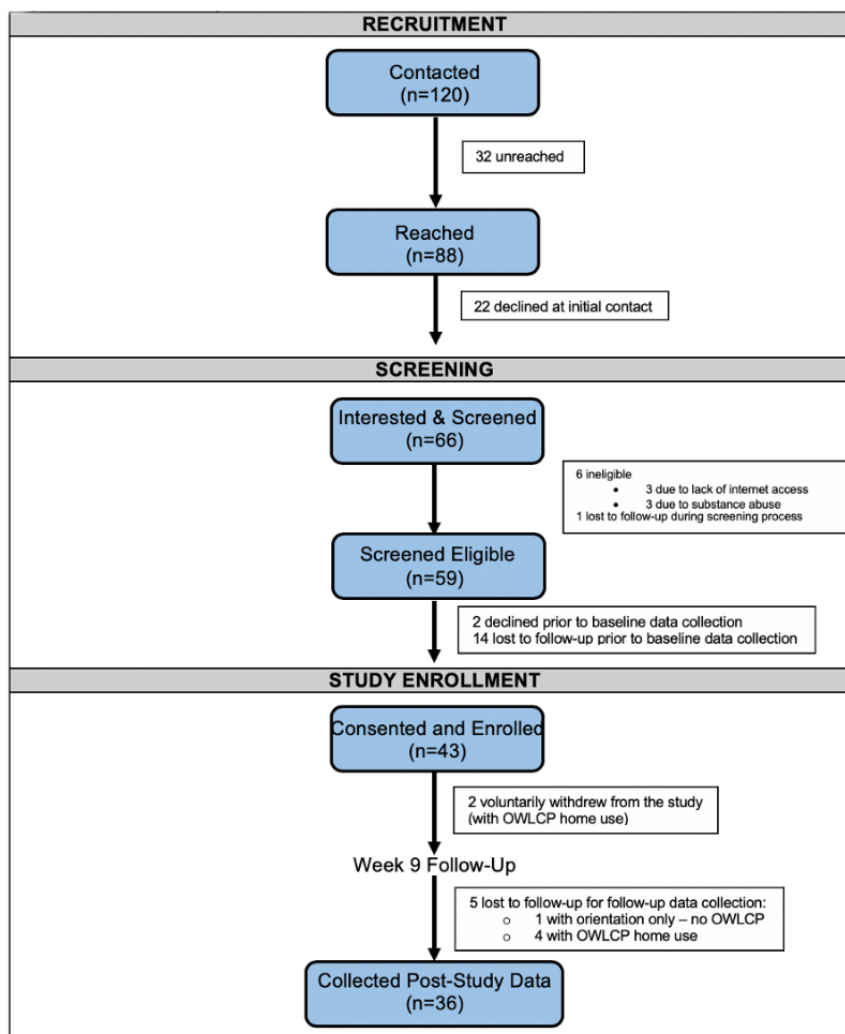 RECRUITMENT
Contacted
(n=120)
32 unreached
Reached
(n=88)
22 declined at initial contact
SCREENING
Interested & Screened
(n=66)
6 ineligible
• 3 due to lack of internet access
• 3 due to substance abuse
1 lost to follow-up during screening process
Screened Eligible
(n=59)
2 declined prior to baseline data collection
14 lost to follow-up prior to baseline data collection
STUDY ENROLLMENT
Consented and Enrolled
(n=43)
2 voluntarily withdrew from the study
(with OWLCP home use)
Week 9 Follow-Up
5 lost to follow-up for follow-up data collection:
o 1 with orientation only – no OWLCP
o 4 with OWLCP home use
Collected Post-Study Data
(n=36)